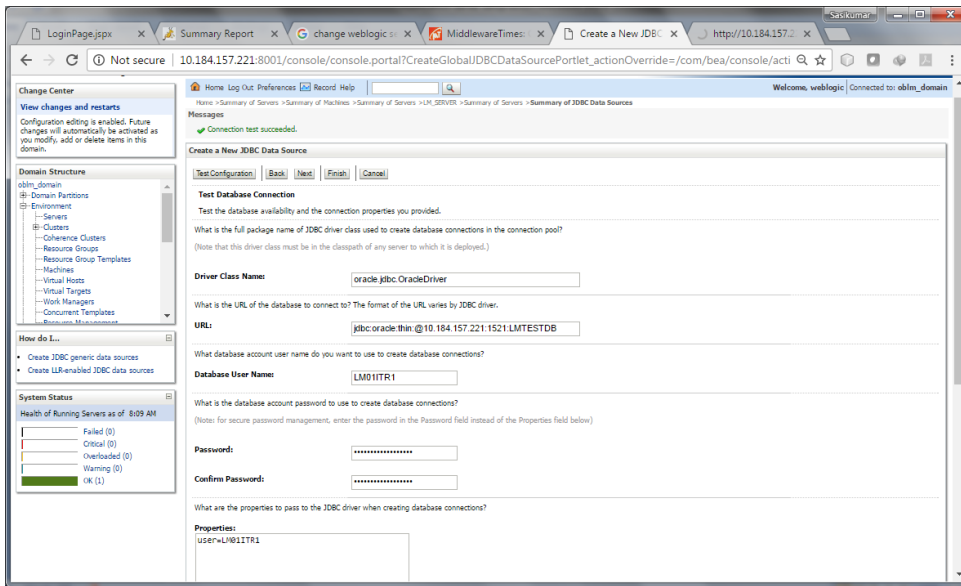 Sasikumar
LoginPage.jspx
Summary Report
change weblogic se
MiddlewareTimes:
Create a New JDBC
http://10.184.157.2
Not secure
10.184.157.221:8001/console/console.portal?CreateGlobalJDBCDataSourcePortlet_actionOverride=/com/bea/console/acti
Change Center
View changes and restarts
Configuration editing is enabled. Future
changes will automatically be activated as
you modify, add or delete items in this
domain.
Domain Structure
oblm_domain
Domain Partitions
Environment
Servers
Clusters
Coherence Clusters
Resource Groups
Resource Group Templates
Machines
Virtual Hosts
Virtual Targets
Work Managers
Concurrent Templates
Resource Management
How do I...
Create JDBC generic data sources
Create LLR-enabled JDBC data sources
System Status
Health of Running Servers as of 8:09 AM
Failed (0)
Critical (0)
Overloaded (0)
Warning (0)
OK (1)
Home Log Out Preferences Record Help
Welcome, weblogic Connected to: oblm_domain
Home >Summary of Servers >Summary of Machines >Summary of Servers >LM_SERVER >Summary of Servers >Summary of JDBC Data Sources
Messages
Connection test succeeded.
Create a New JDBC Data Source
Test Configuration Back Next Finish Cancel
Test Database Connection
Test the database availability and the connection properties you provided.
What is the full package name of JDBC driver class used to create database connections in the connection pool?
(Note that this driver class must be in the classpath of any server to which it is deployed.)
Driver Class Name: oracle.jdbc.OracleDriver
What is the URL of the database to connect to? The format of the URL varies by JDBC driver.
URL: jdbc:oracle:thin:@10.184.157.221:1521:LMTESTDB
What database account user name do you want to use to create database connections?
Database User Name: LM01ITR1
What is the database account password to use to create database connections?
(Note: for secure password management, enter the password in the Password field instead of the Properties field below)
Password: ••••••••••••••••••
Confirm Password: ••••••••••••••••••
What are the properties to pass to the JDBC driver when creating database connections?
Properties:
user=LM01ITR1